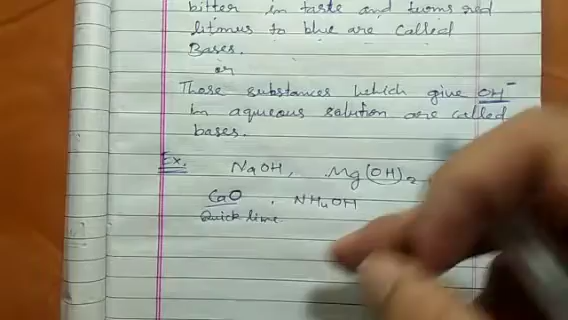 bitter in taste and turns red
litmus to blue are called
Bases.
or
Those substances which give OH⁻
in aqueous solution are called
bases.
Ex. NaOH, Mg(OH)₂,
CaO, NH₄OH
Quick lime